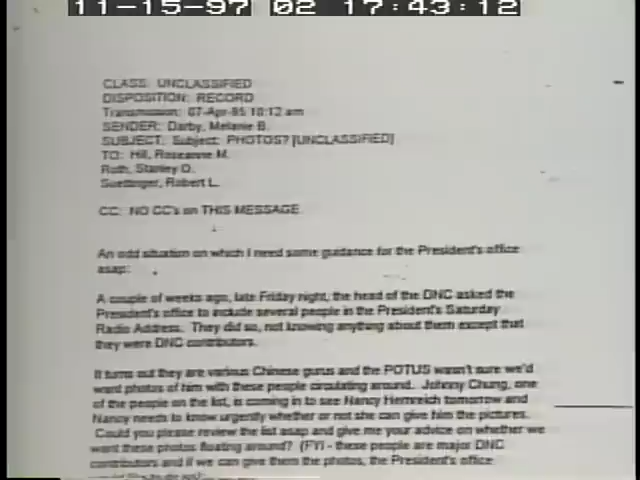 11-15-97 02 17:43:12
CLASS: UNCLASSIFIED
DISPOSITION: RECORD
Transmission: 07-Apr-95 10:12 am
SENDER: Darby, Melanie B.
SUBJECT: Subject: PHOTOS? [UNCLASSIFIED]
TO: Hill, Roseanne M.
Roth, Stanley O.
Suettinger, Robert L.
CC: NO CC's on THIS MESSAGE
An odd situation on which I need some guidance for the President's office
asap:
A couple of weeks ago, late Friday night, the head of the DNC asked the
President's office to include several people in the President's Saturday
Radio Address. They did so, not knowing anything about them except that
they were DNC contributors.
It turns out they are various Chinese gurus and the POTUS wasn't sure we'd
want photos of him with these people circulating around. Johnny Chung, one
of the people on the list, is coming in to see Nancy Hernreich tomorrow and
Nancy needs to know urgently whether or not she can give him the pictures.
Could you please review the list asap and give me your advice on whether we
want these photos floating around? (FYI - these people are major DNC
contributors and if we can give them the photos, the President's office